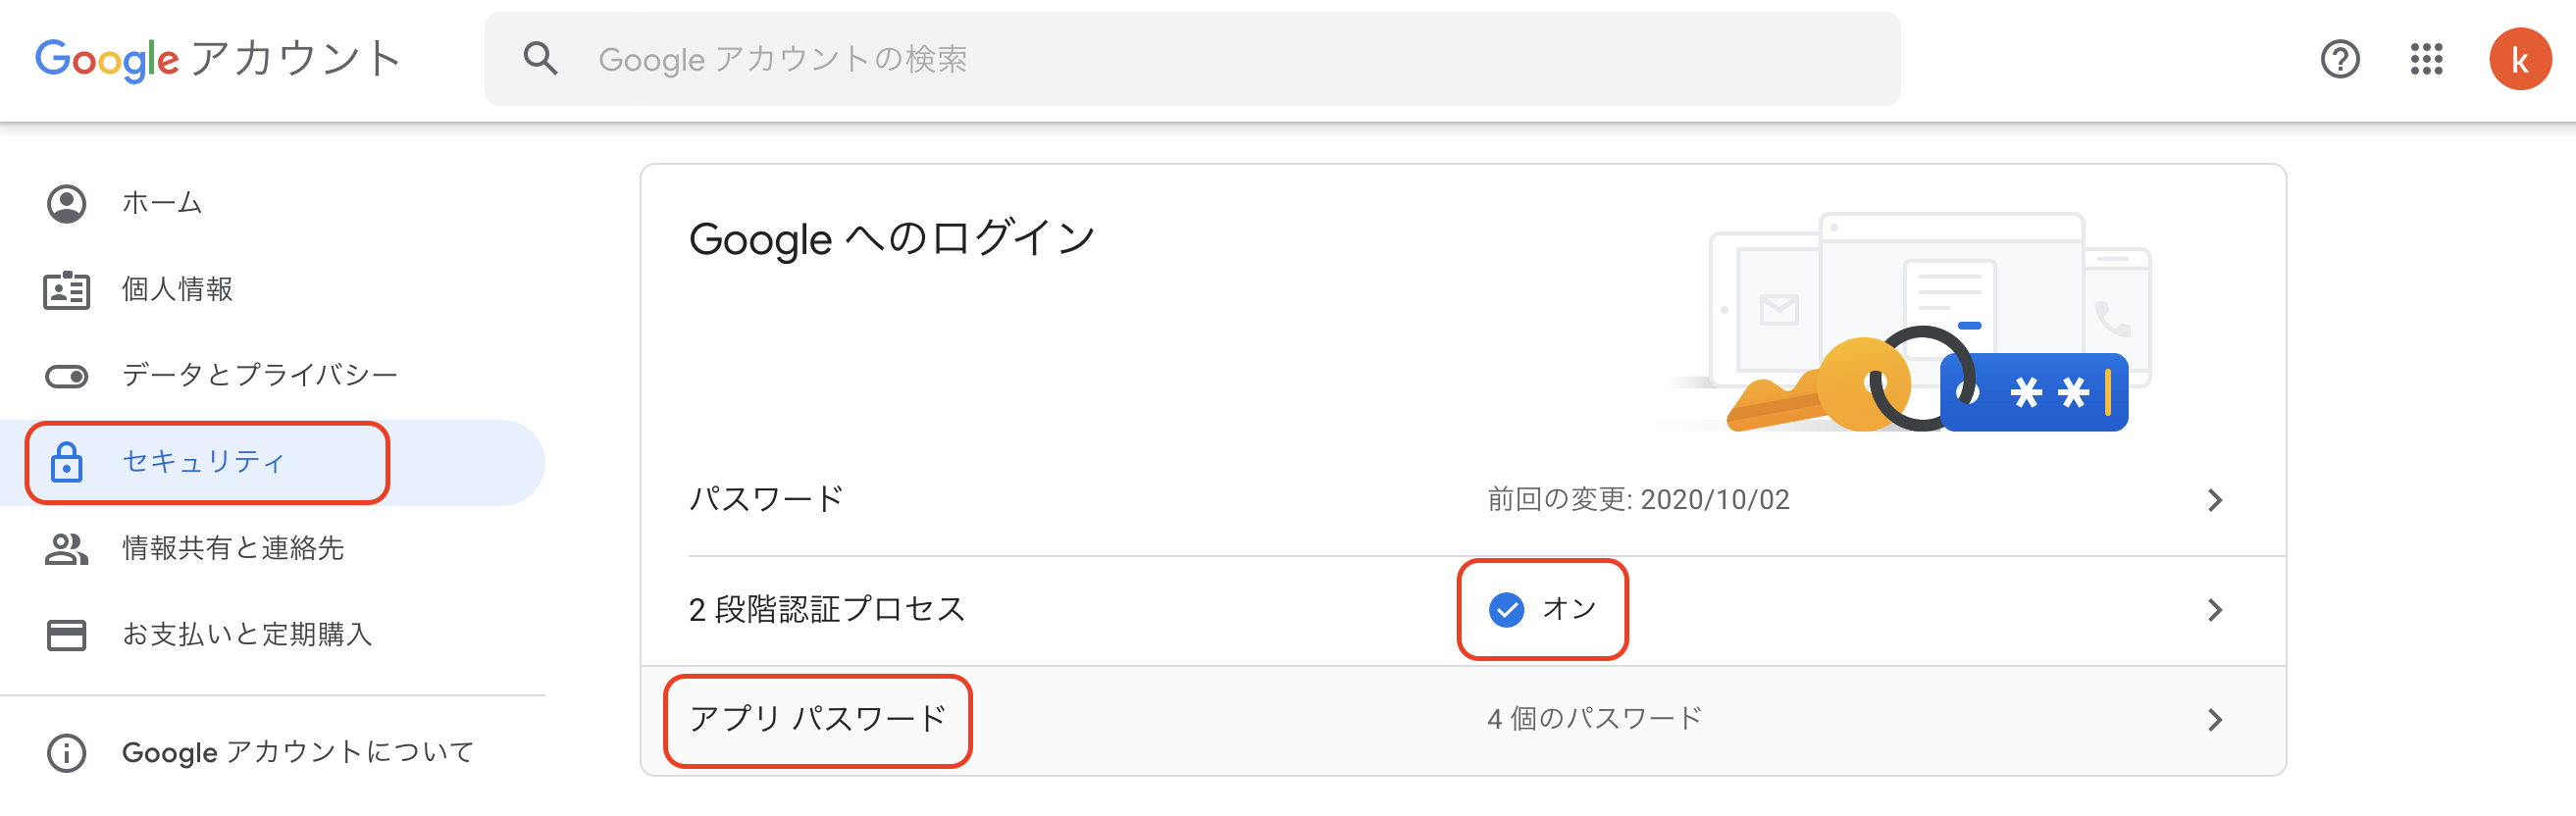 Google アカウント
Google アカウントの検索
k
ホーム
個人情報
データとプライバシー
セキュリティ
情報共有と連絡先
お支払いと定期購入
Google アカウントについて
Google へのログイン
**
パスワード
前回の変更: 2020/10/02
2 段階認証プロセス
オン
アプリ パスワード
4 個のパスワード